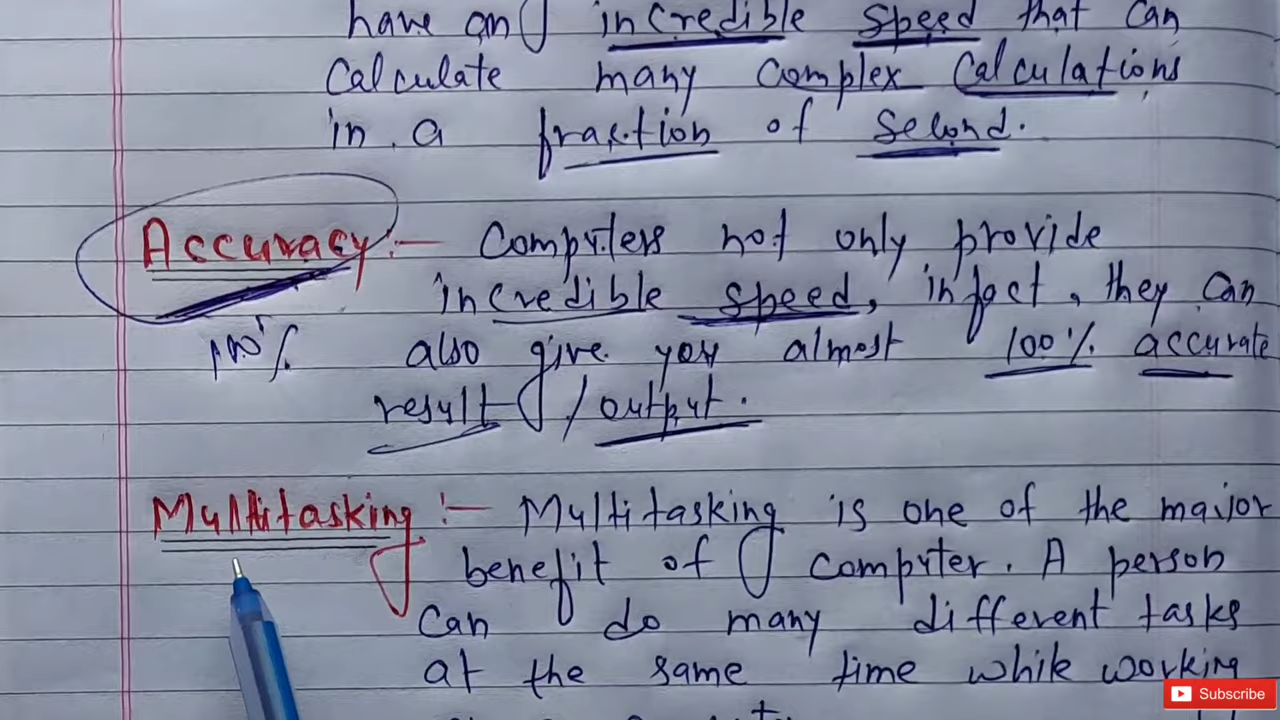 have an incredible speed that can
calculate many complex calculations
in a fraction of second.
Accuracy :- Computers not only provide
incredible speed, infact, they can
100% also give you almost 100% accurate
result / output.
Multitasking :- Multitasking is one of the major
benefit of computer. A person
can do many different tasks
at the same time while working
Subscribe